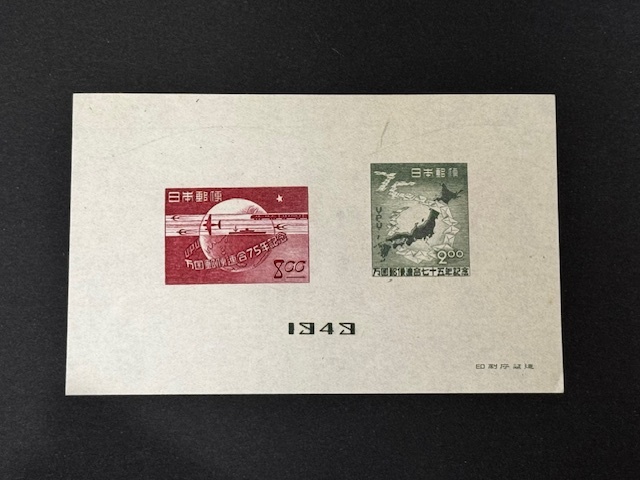 日本郵便
UPU
万国郵便連合75年記念
8.00
日本郵便
75
UPU
2.00
万国郵便連合七十五年記念
1949
印刷庁製造